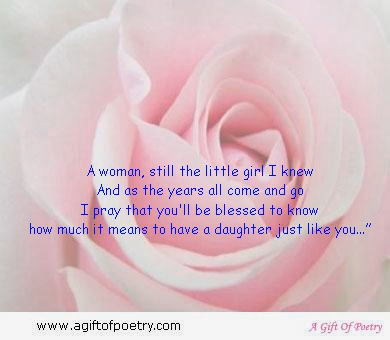 A woman, still the little girl I knew
And as the years all come and go
I pray that you'll be blessed to know
how much it means to have a daughter just like you..."
www.agiftofpoetry.com
A Gift Of Poetry